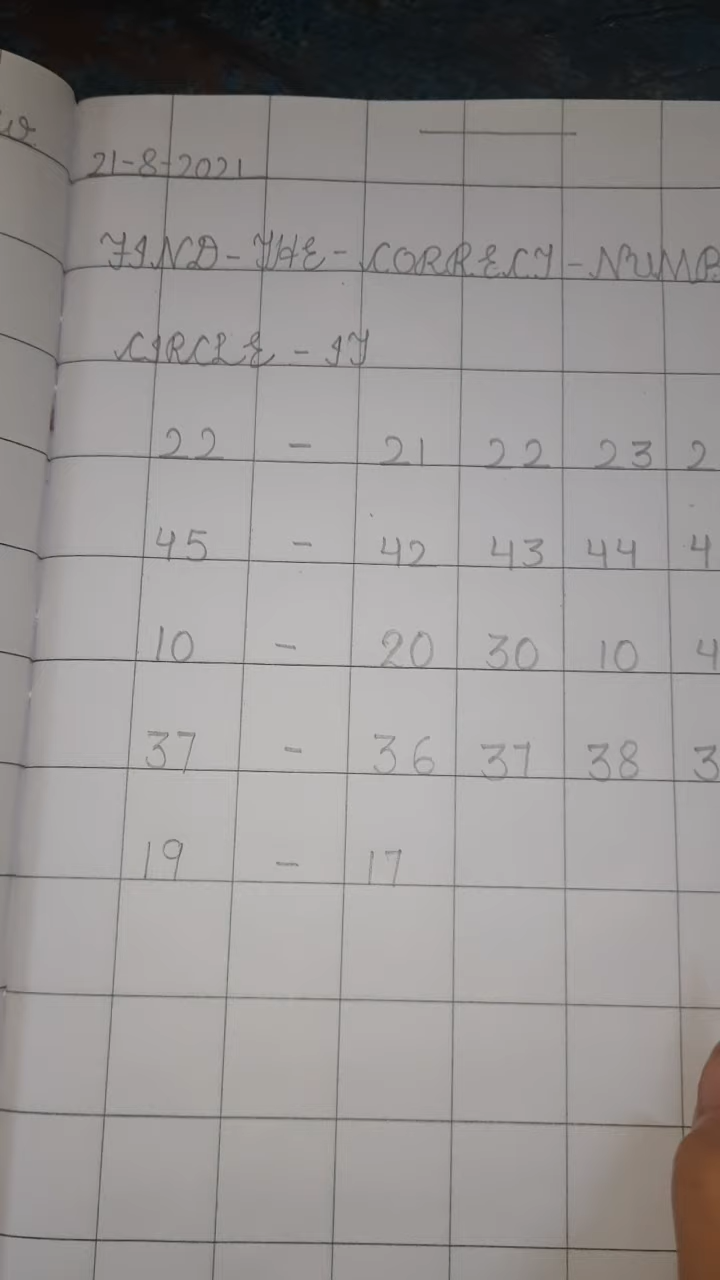 21-8-2021
FIND-THE-CORRECT-NUMB
CIRCLE-IT
22 - 21 22 23 2
45 - 42 43 44 4
10 - 20 30 10 4
37 - 36 37 38 3
19 - 17